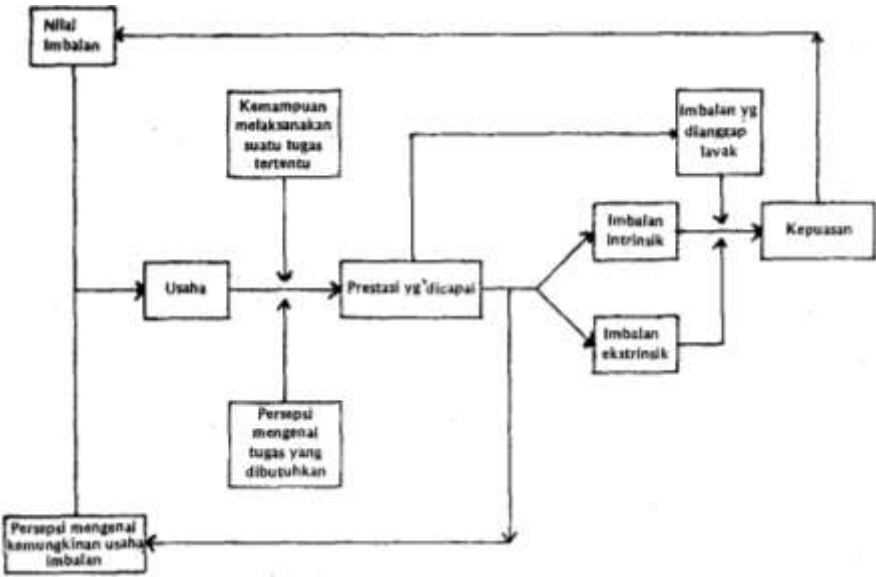 Nilai
Imbalan
Kemampuan
melaksanakan
suatu tugas
tertentu
Imbalan yg
dianggap
layak
Imbalan
Intrinsik
Kepuasan
Usaha
Prestasi yg dicapai
Imbalan
ekstrinsik
Persepsi
mengenai
tugas yang
dibutuhkan
Persepsi mengenai
kemungkinan usaha
imbalan